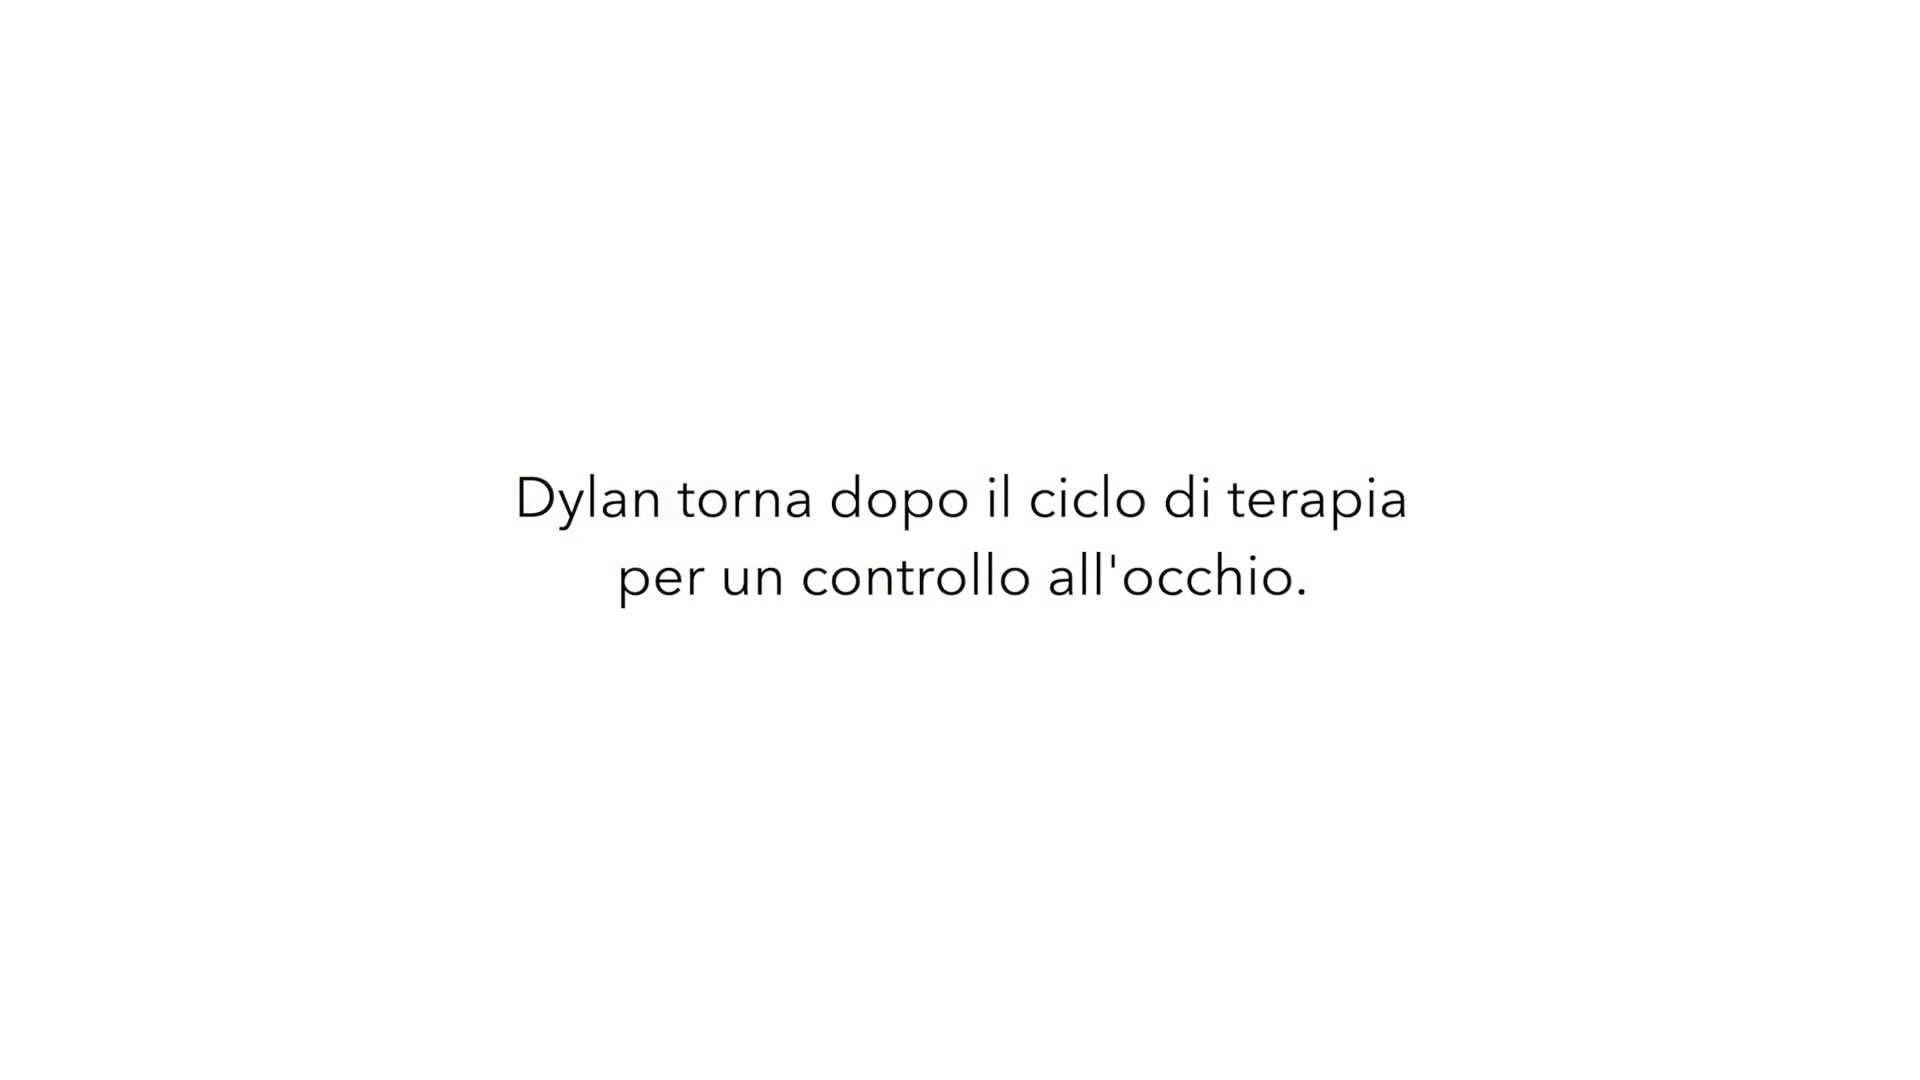 Dylan torna dopo il ciclo di terapia
per un controllo all'occhio.